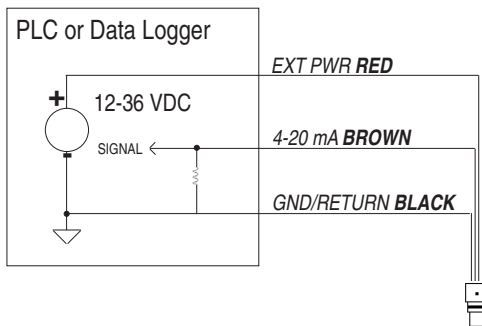 PLC or Data Logger
EXT PWR RED
+
12-36 VDC
SIGNAL
4-20 mA BROWN
GND/RETURN BLACK